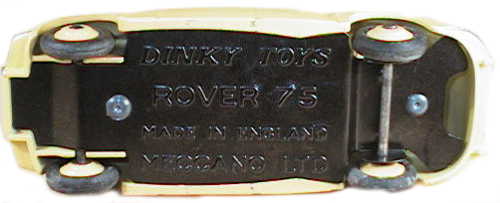 DINKY TOYS
ROVER 75
MADE IN ENGLAND
MECCANO LTD